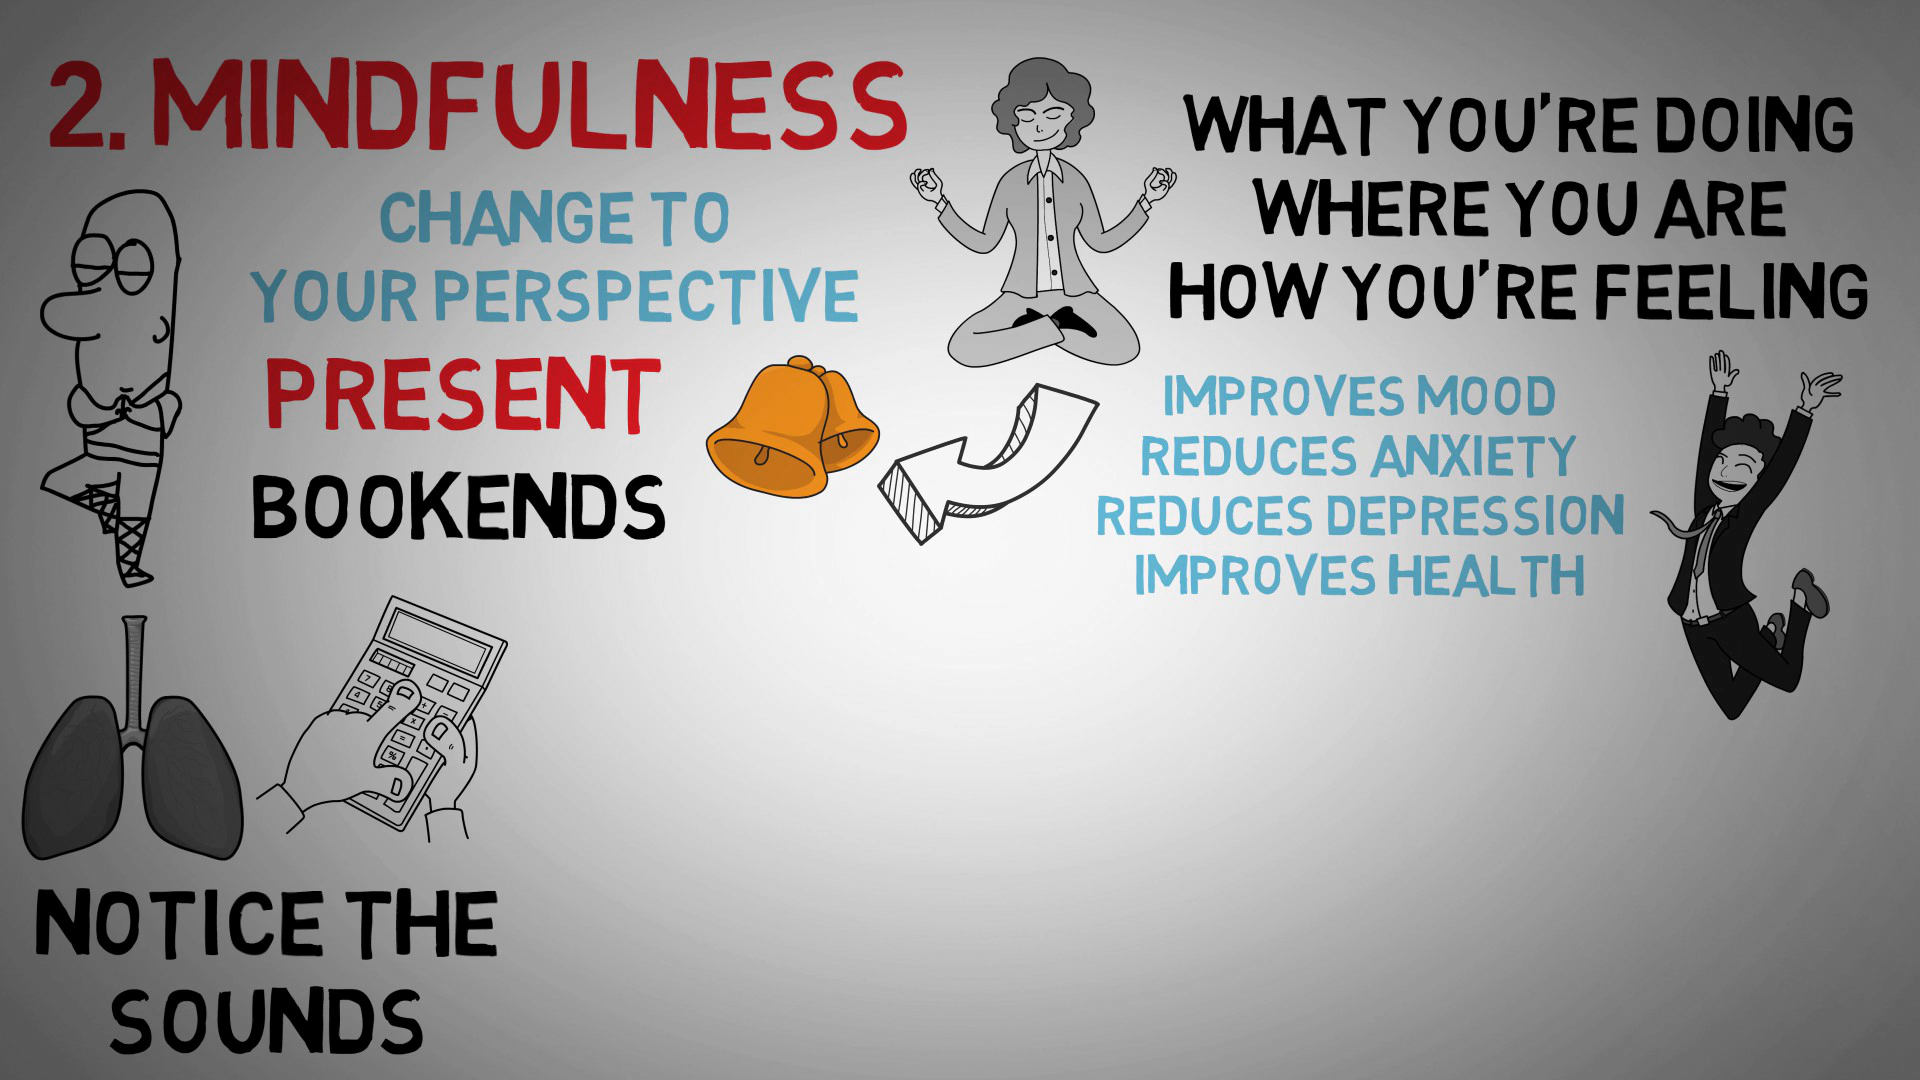 2. MINDFULNESS
CHANGE TO
YOUR PERSPECTIVE
PRESENT
BOOKENDS
WHAT YOU'RE DOING
WHERE YOU ARE
HOW YOU'RE FEELING
IMPROVES MOOD
REDUCES ANXIETY
REDUCES DEPRESSION
IMPROVES HEALTH
NOTICE THE
SOUNDS